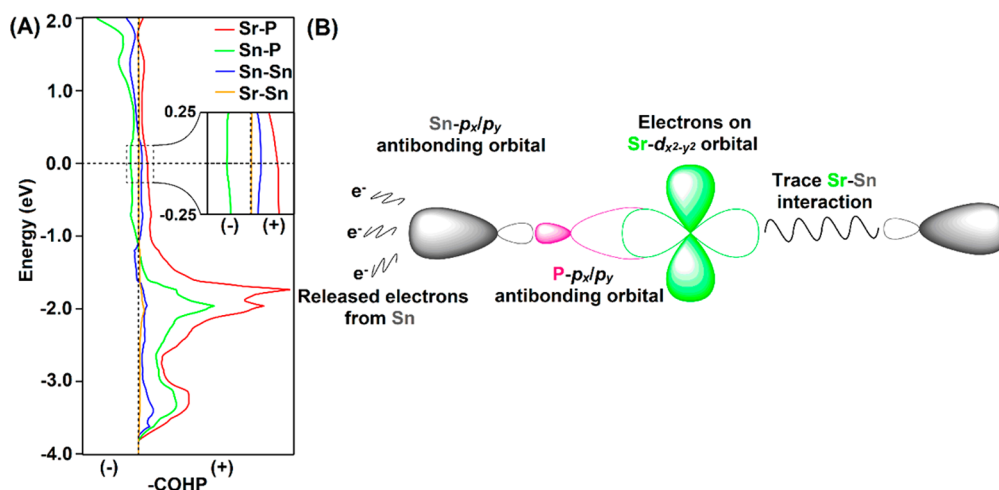 (A)
2.0
1.0
0.0
-1.0
-2.0
-3.0
-4.0
Energy (eV)
Sr-P
Sn-P
Sn-Sn
Sr-Sn
0.25
-0.25
(-)
(+)
(-)
(+)
-COHP
(B)
Sn-px/py
antibonding orbital
Electrons on
Sr-dx2-y2 orbital
Trace Sr-Sn
interaction
e-
e-
e-
Released electrons
from Sn
P-px/py
antibonding orbital